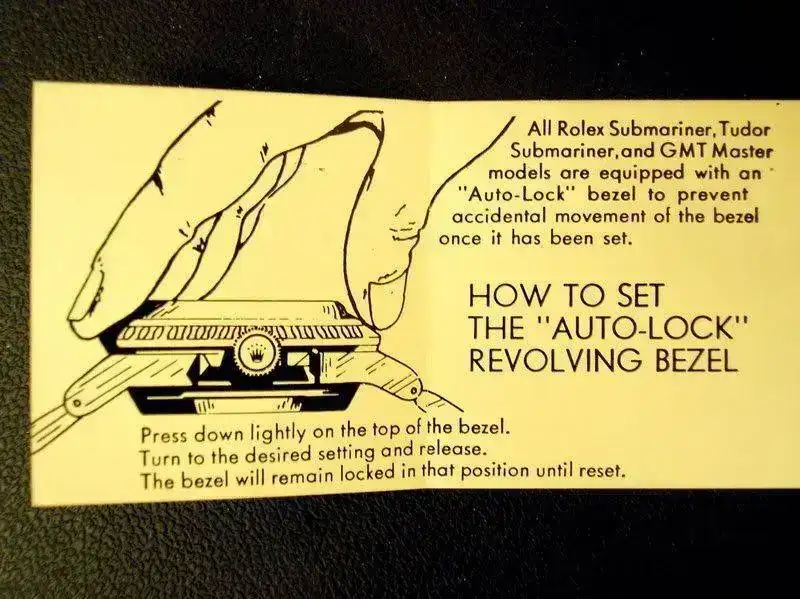 All Rolex Submariner, Tudor
Submariner, and GMT Master
models are equipped with an
"Auto-Lock" bezel to prevent
accidental movement of the bezel
once it has been set.
HOW TO SET
THE "AUTO-LOCK"
REVOLVING BEZEL
Press down lightly on the top of the bezel.
Turn to the desired setting and release.
The bezel will remain locked in that position until reset.